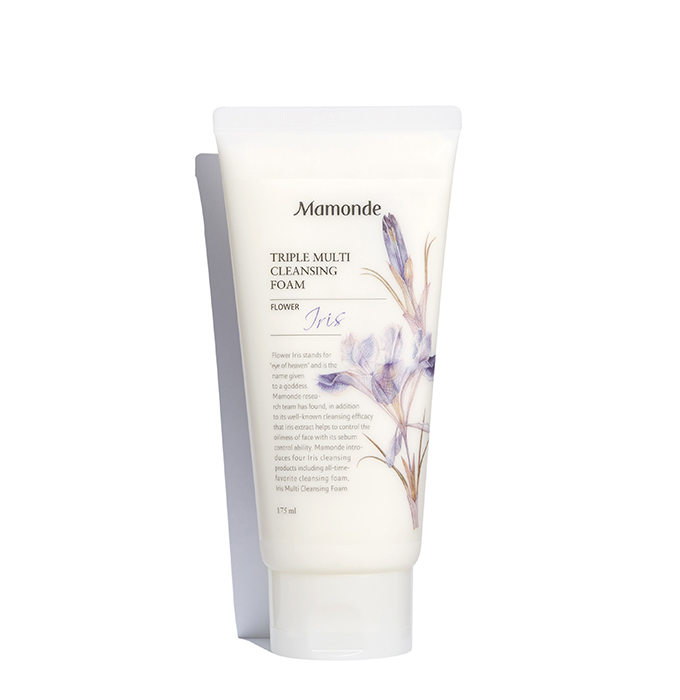 Mamonde
TRIPLE MULTI
CLEANSING
FOAM
FLOWER
Iris
Flower Iris stands for
"eye of heaven" and is the
name given
to a goddess.
Mamonde resea-
rch team has found, in addition
to its well-known cleansing efficacy
that iris extract helps to control the
oiliness of face with its sebum
control ability. Mamonde intro-
duces four Iris cleansing
products including all-time-
favorite cleansing foam,
Iris Multi Cleansing Foam
175 ml